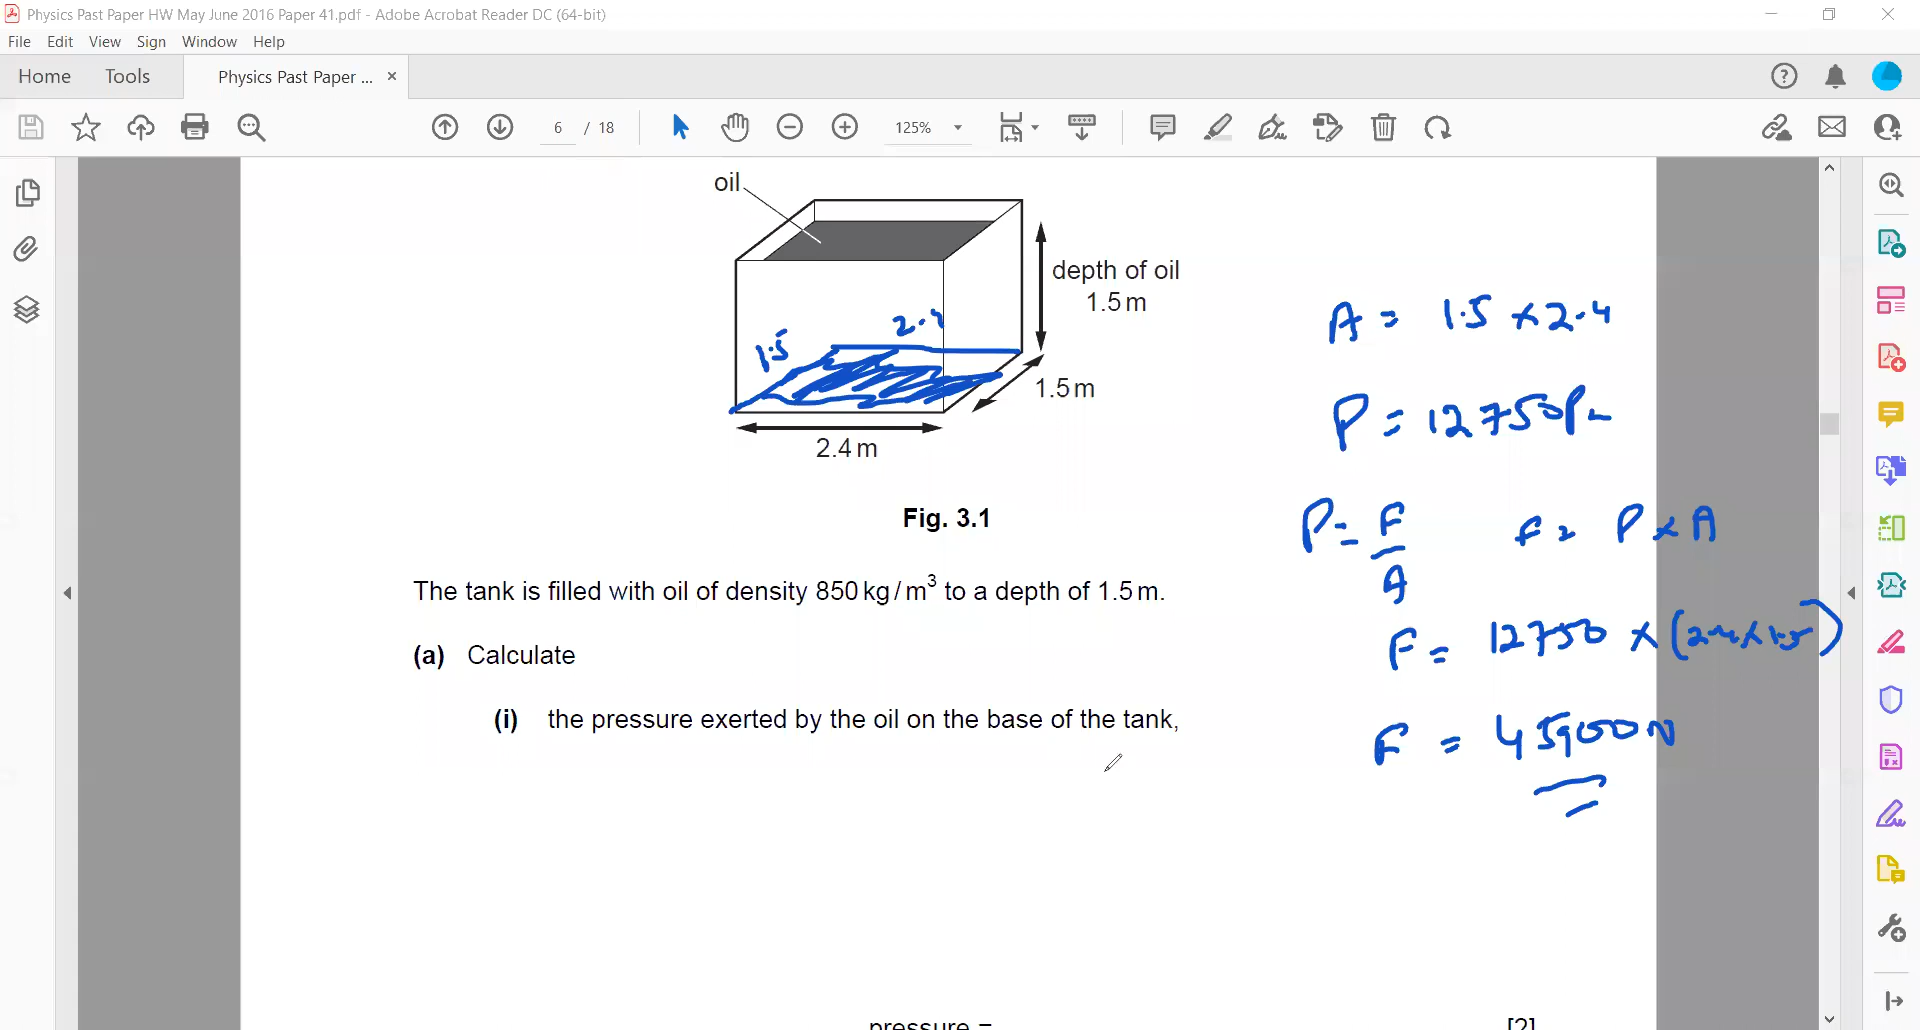 Physics Past Paper HW May June 2016 Paper 41.pdf - Adobe Acrobat Reader DC (64-bit)
File Edit View Sign Window Help
Home Tools Physics Past Paper ... ×
6 / 18 125%
oil
depth of oil
1.5 m
1.5 m
2.4 m
1.5
2.4
Fig. 3.1
The tank is filled with oil of density 850 kg/m³ to a depth of 1.5 m.
(a) Calculate
(i) the pressure exerted by the oil on the base of the tank,
pressure =
[2]
A = 1.5 × 2.4
P = 12750Pa
P = F
A
F = P × A
F = 12750 × (2.4 × 1.5)
F = 45900N